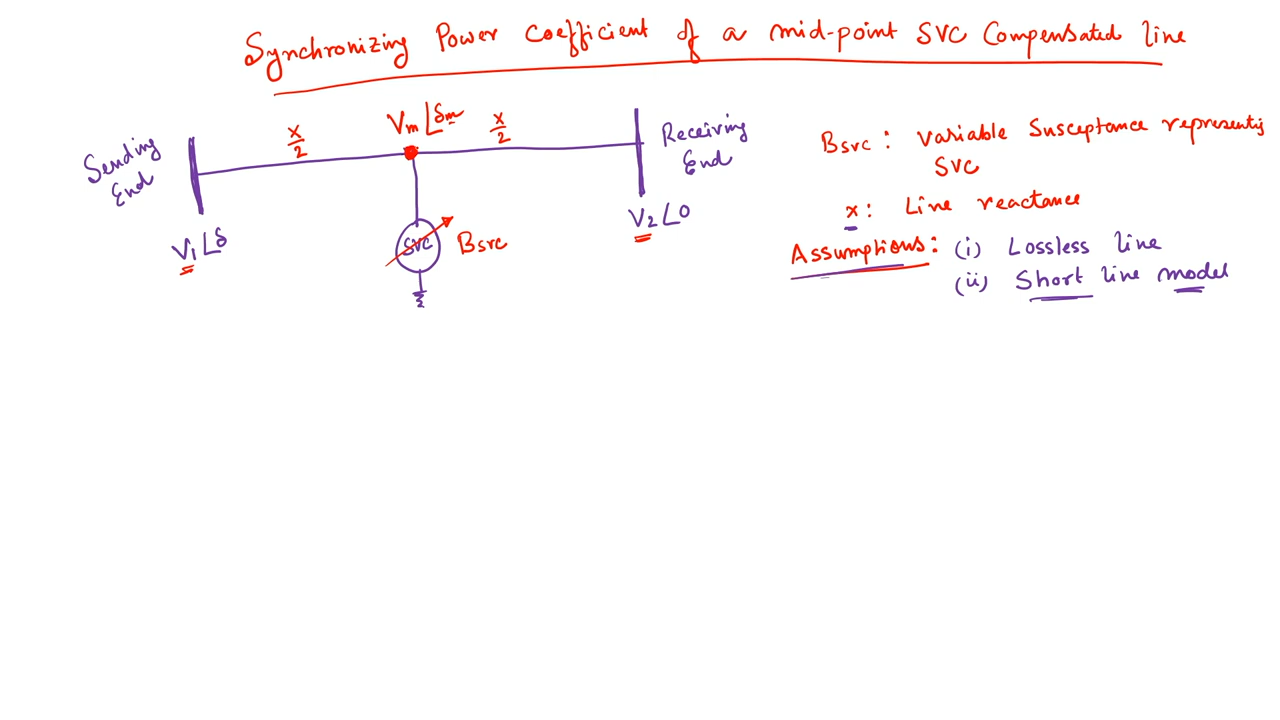 Synchronizing Power Coefficient of a mid-point SVC Compensated line
Sending
End
x/2
Vm∠δm
x/2
Receiving
End
V1∠δ
SVC
Bsvc
V2∠0
Bsvc : Variable Susceptance representing
SVC
x : Line reactance
Assumptions : (i) Lossless line
(ii) Short line model